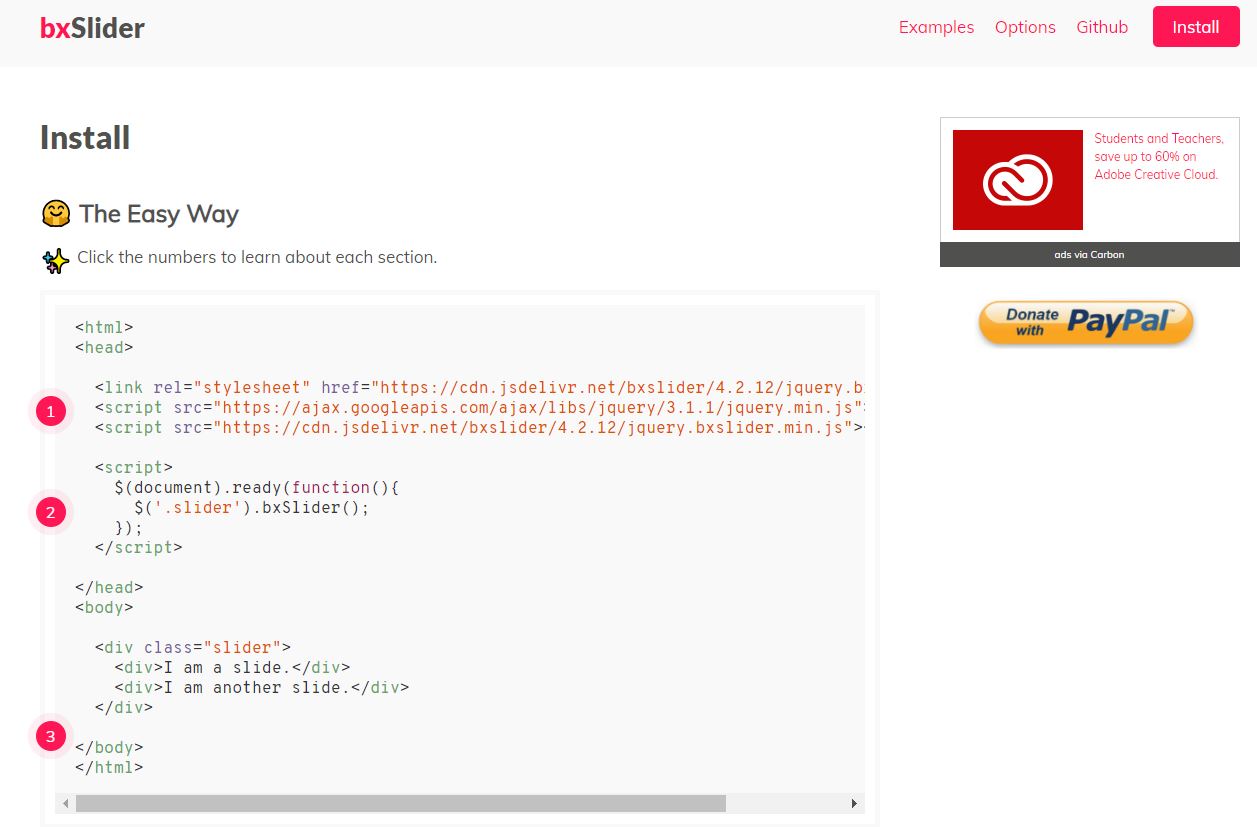 bxSlider
Examples Options Github Install
Install
The Easy Way
Click the numbers to learn about each section.
<html>
<head>
<link rel="stylesheet" href="https://cdn.jsdelivr.net/bxslider/4.2.12/jquery.b
1
<script src="https://ajax.googleapis.com/ajax/libs/jquery/3.1.1/jquery.min.js"
<script src="https://cdn.jsdelivr.net/bxslider/4.2.12/jquery.bxslider.min.js">
<script>
$(document).ready(function(){
2
$('.slider').bxSlider();
});
</script>
</head>
<body>
<div class="slider">
<div>I am a slide.</div>
<div>I am another slide.</div>
</div>
3
</body>
</html>
Students and Teachers,
save up to 60% on
Adobe Creative Cloud.
ads via Carbon
Donate
with
PayPal™